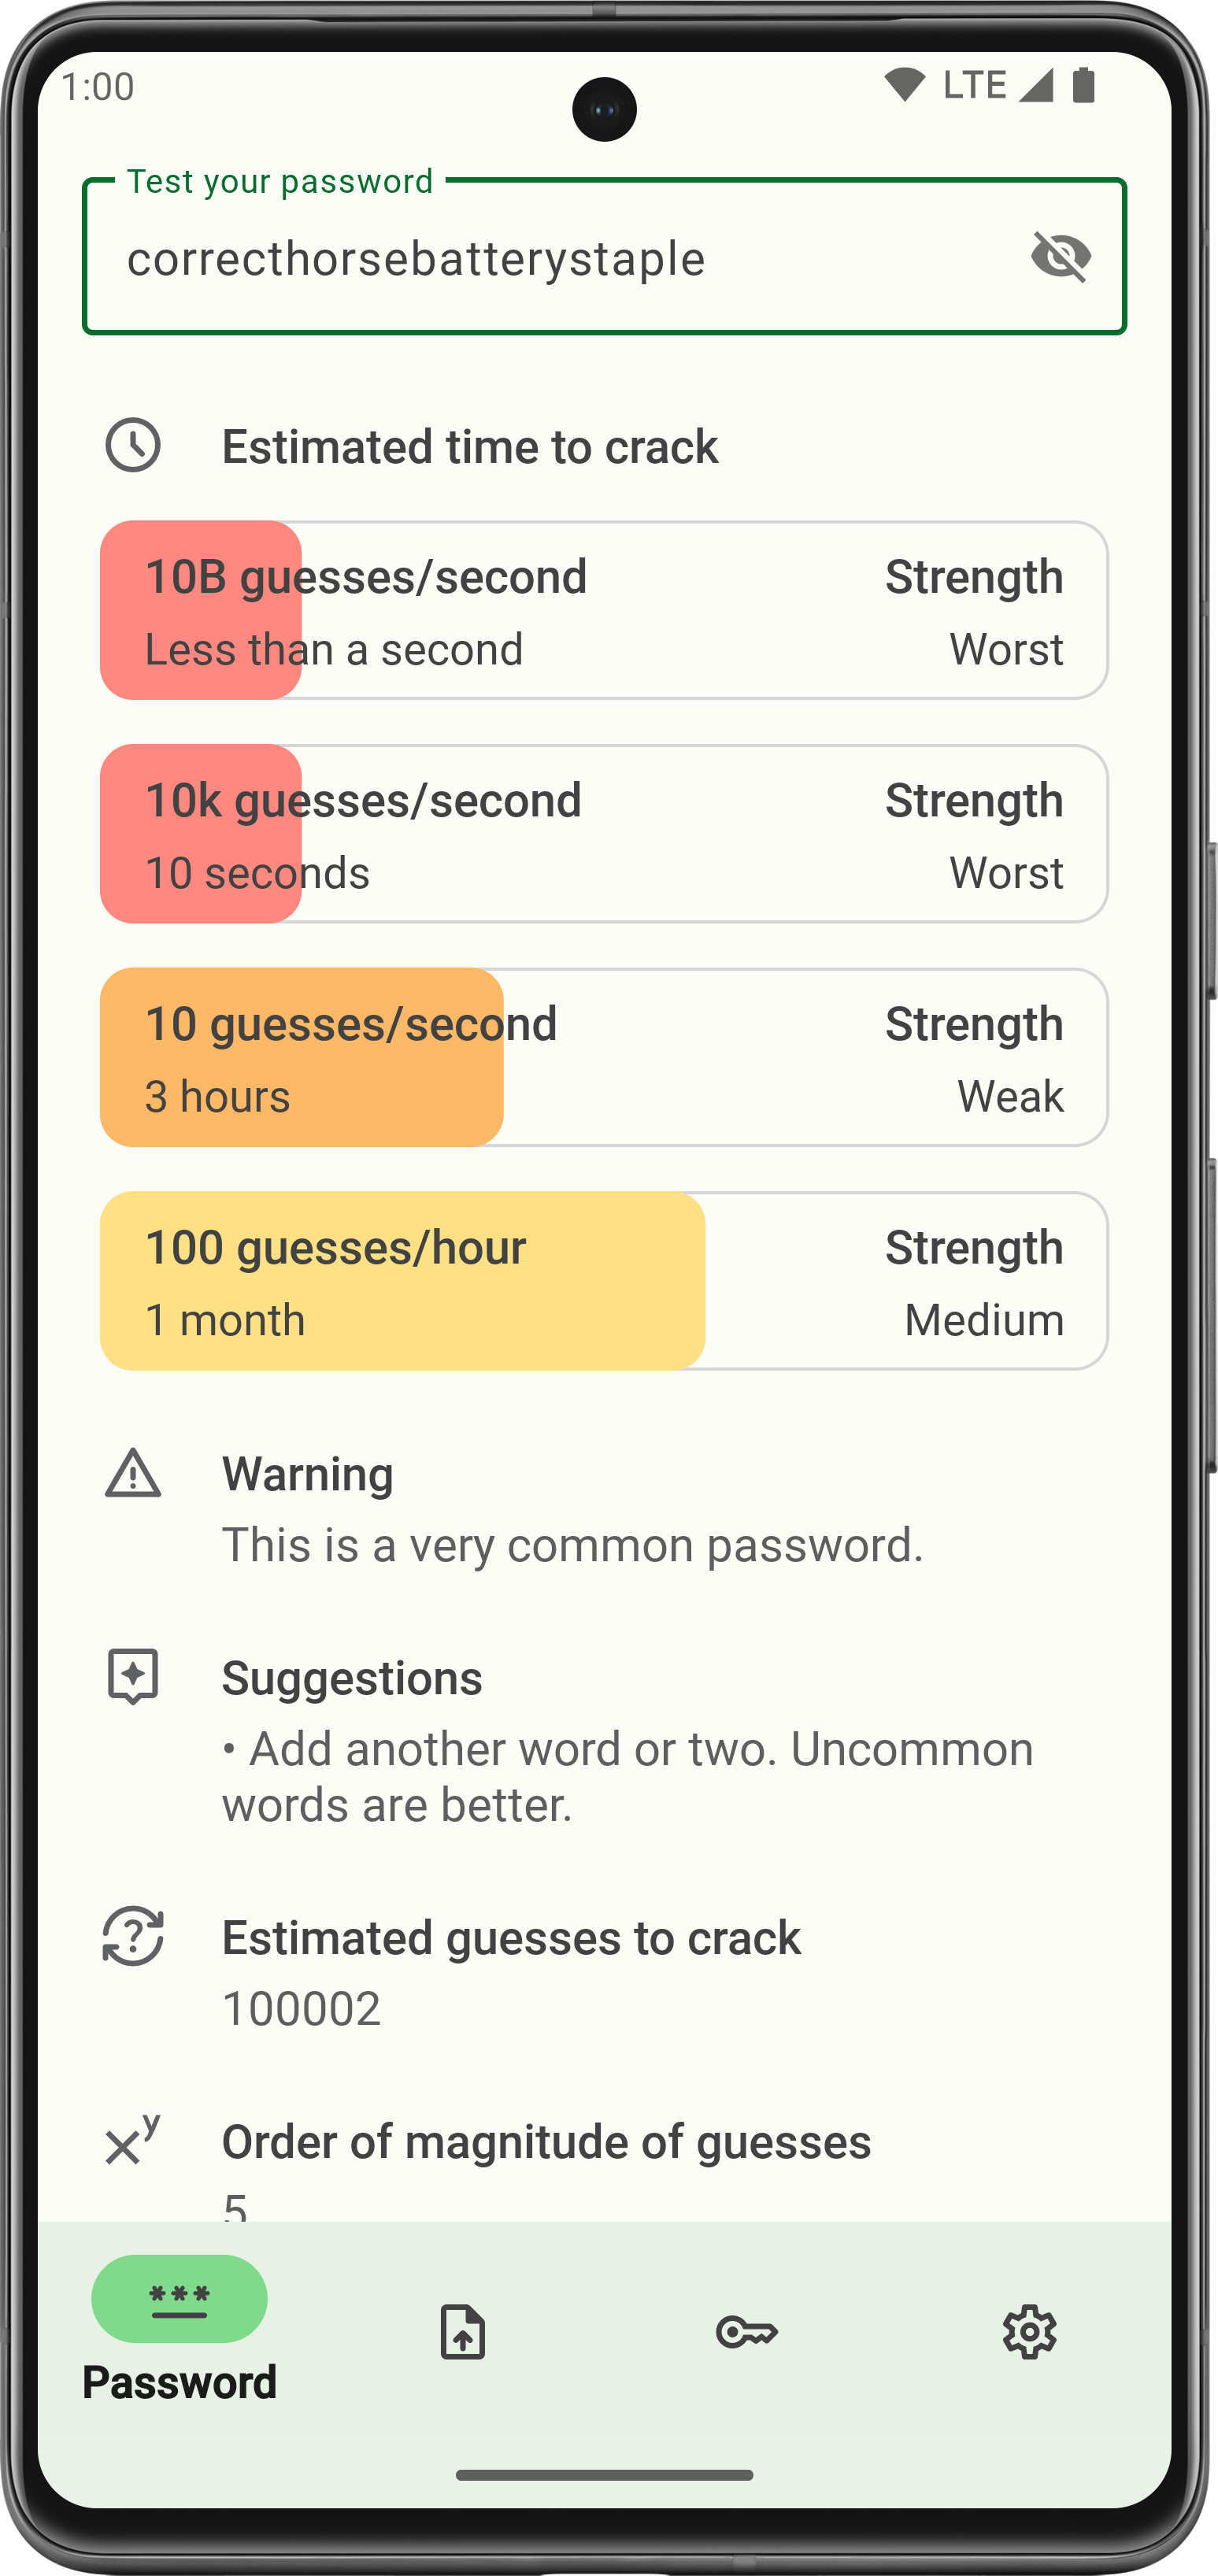 1:00
LTE
Test your password
correcthorsebatterystaple
Estimated time to crack
10B guesses/second Strength
Less than a second Worst
10k guesses/second Strength
10 seconds Worst
10 guesses/second Strength
3 hours Weak
100 guesses/hour Strength
1 month Medium
Warning
This is a very common password.
Suggestions
• Add another word or two. Uncommon
words are better.
Estimated guesses to crack
100002
xʸ Order of magnitude of guesses
5
***
Password